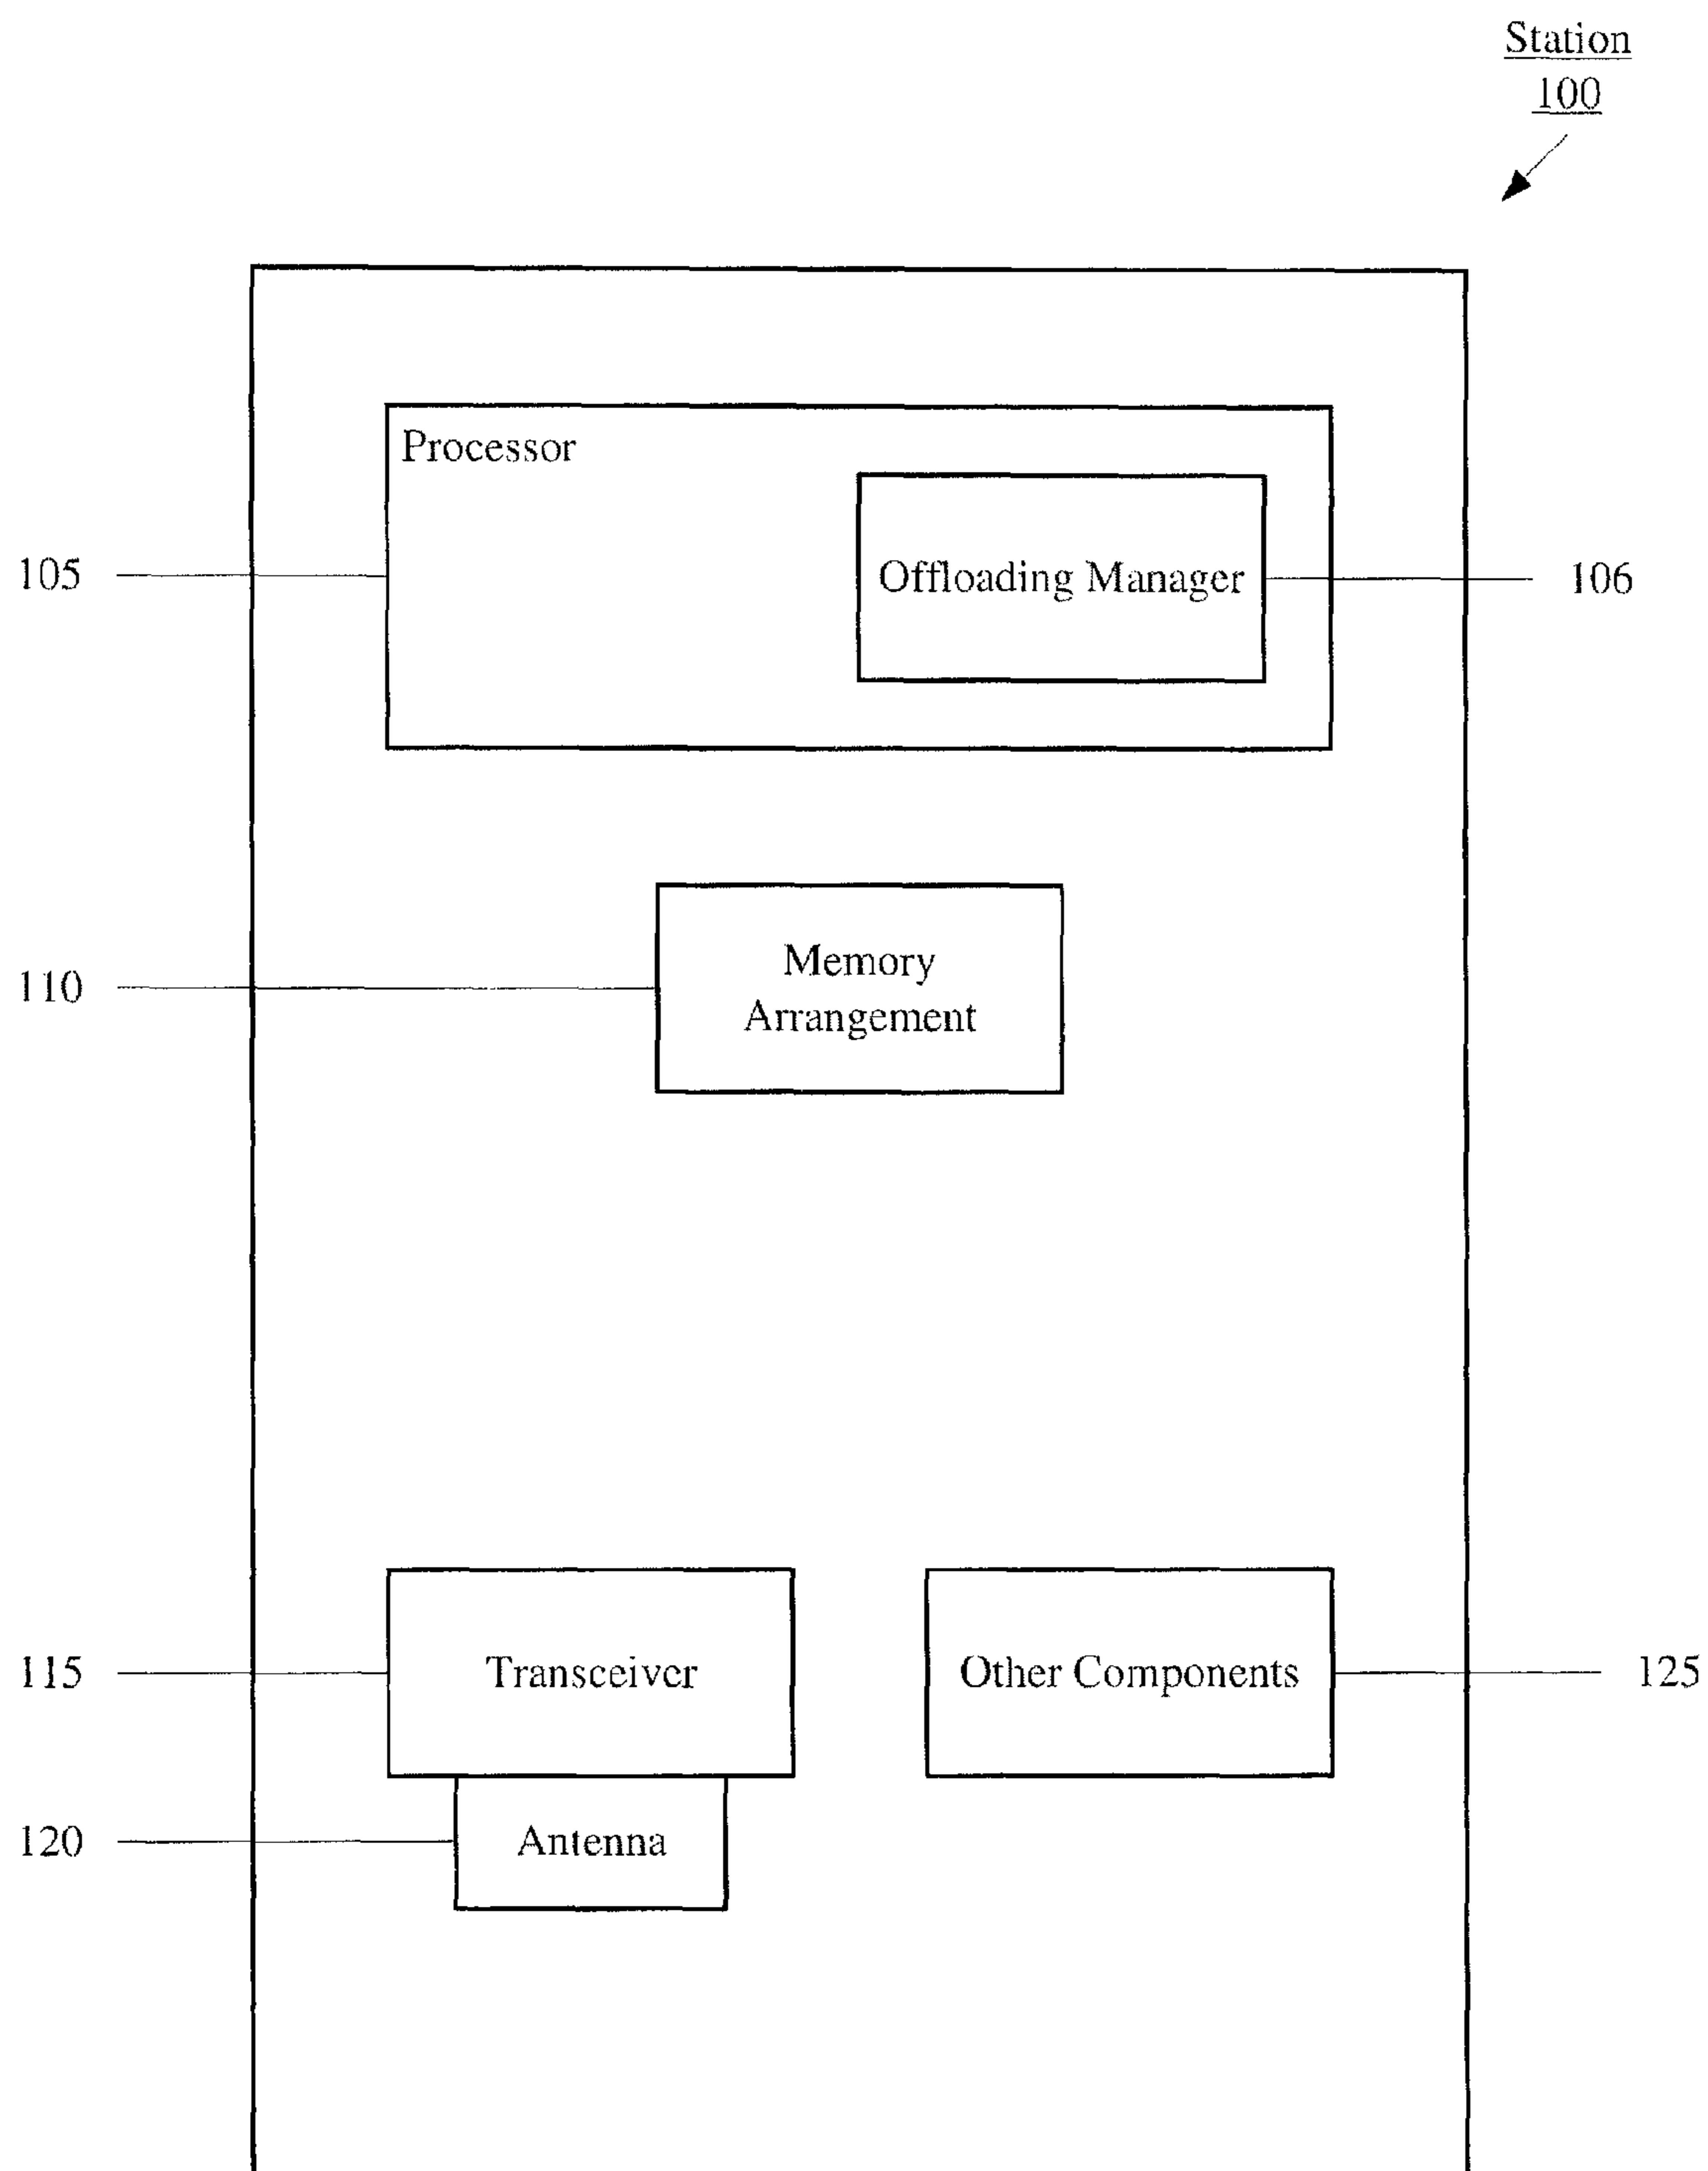 Station
100
Processor
105
Offloading Manager
106
110
Memory
Arrangement
115
Transceiver
Other Components
125
120
Antenna